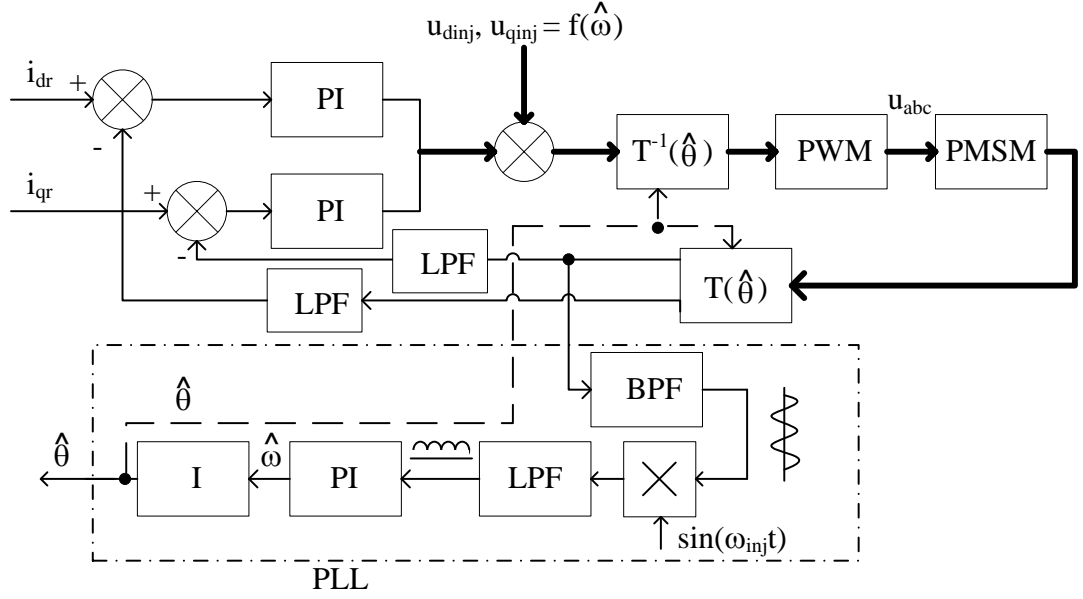 u_dinj, u_qinj = f(ω̂)
i_dr
+
-
PI
u_abc
T⁻¹(θ̂)
PWM
PMSM
i_qr
+
-
PI
LPF
LPF
T(θ̂)
θ̂
BPF
θ̂
I
ω̂
PI
LPF
sin(ω_inj t)
PLL